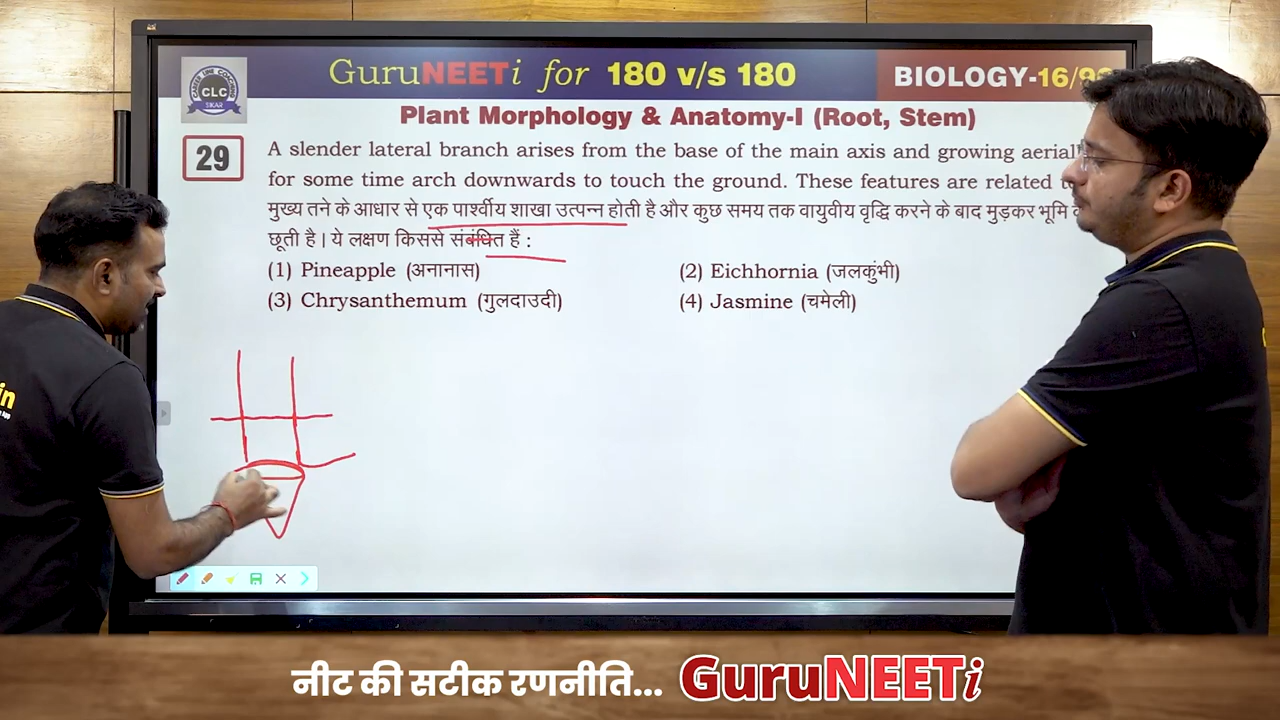 CLC
SIKAR
GuruNEETi for 180 v/s 180
BIOLOGY-16/9
Plant Morphology & Anatomy-I (Root, Stem)
29
A slender lateral branch arises from the base of the main axis and growing aerial
for some time arch downwards to touch the ground. These features are related
मुख्य तने के आधार से एक पार्श्वीय शाखा उत्पन्न होती है और कुछ समय तक वायुवीय वृद्धि करने के बाद मुड़कर भूमि
छूती है। ये लक्षण किससे संबंधित हैं :
(1) Pineapple (अनानास)
(2) Eichhornia (जलकुंभी)
(3) Chrysanthemum (गुलदाउदी)
(4) Jasmine (चमेली)
in
नीट की सटीक रणनीति... GuruNEETi